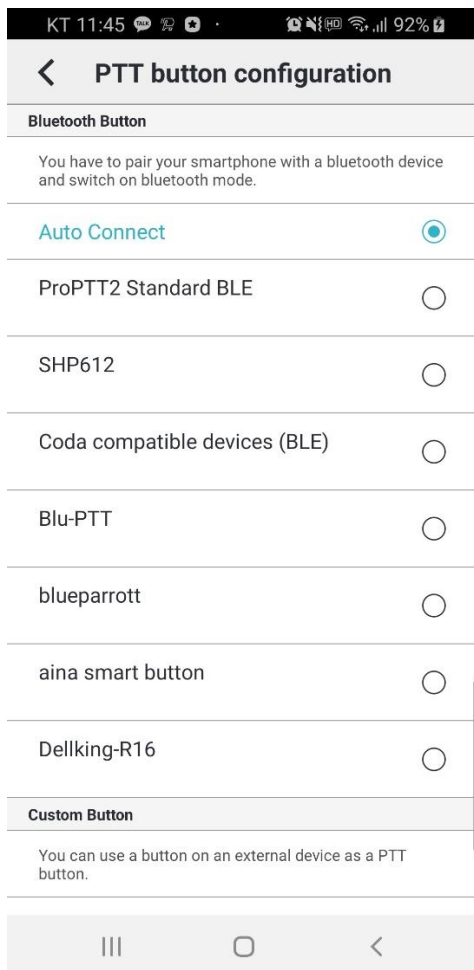 KT 11:45 TALK HD 92%
PTT button configuration
Bluetooth Button
You have to pair your smartphone with a bluetooth device
and switch on bluetooth mode.
Auto Connect
ProPTT2 Standard BLE
SHP612
Coda compatible devices (BLE)
Blu-PTT
blueparrott
aina smart button
Dellking-R16
Custom Button
You can use a button on an external device as a PTT
button.